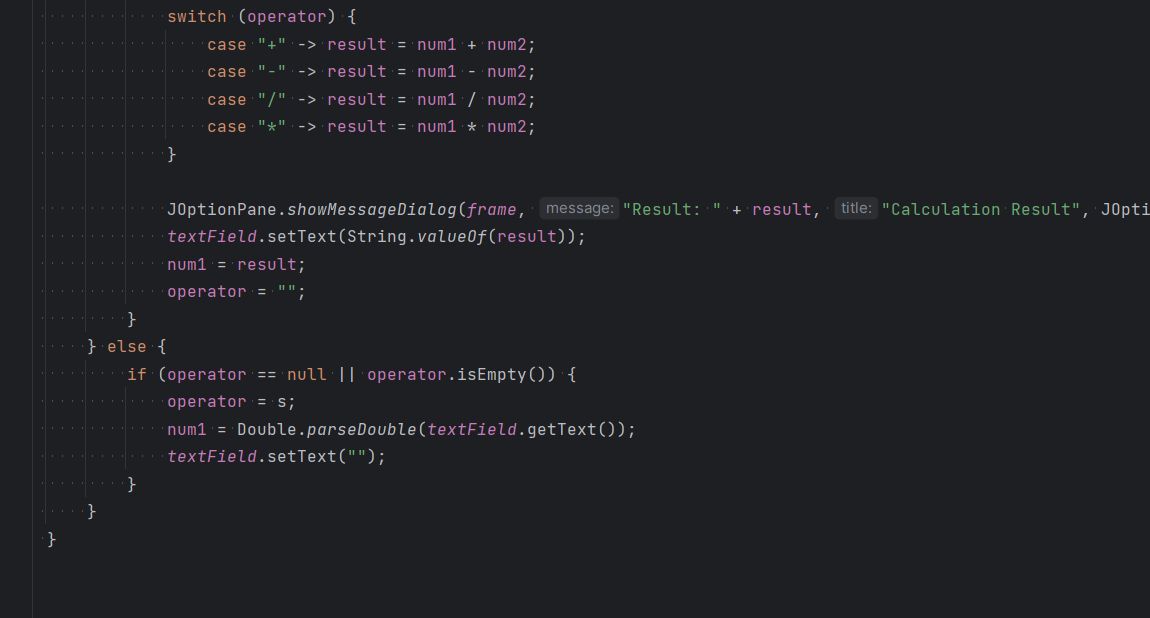 switch (operator) {
case "+" -> result = num1 + num2;
case "-" -> result = num1 - num2;
case "/" -> result = num1 / num2;
case "*" -> result = num1 * num2;
}
JOptionPane.showMessageDialog(frame, message: "Result: " + result, title: "Calculation Result", JOpti
textField.setText(String.valueOf(result));
num1 = result;
operator = "";
}
} else {
if (operator == null || operator.isEmpty()) {
operator = s;
num1 = Double.parseDouble(textField.getText());
textField.setText("");
}
}
}